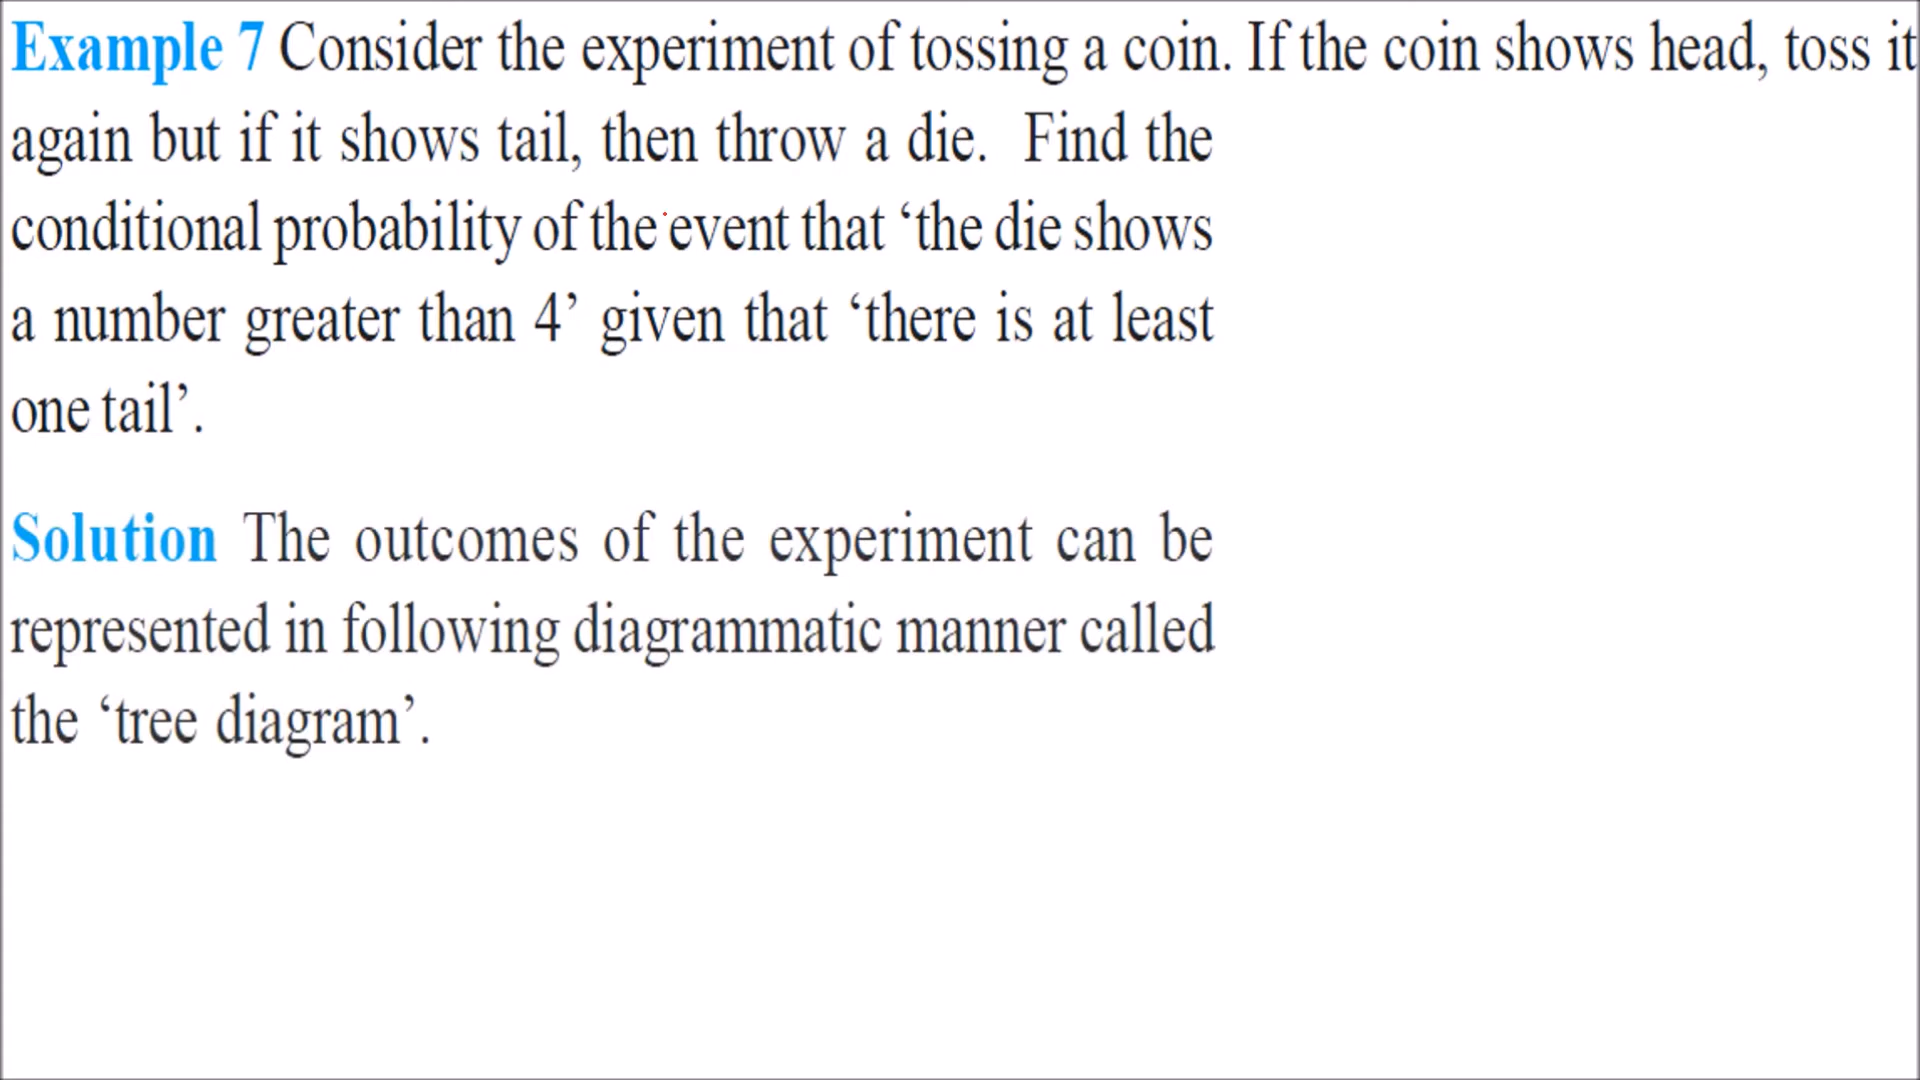 Example 7 Consider the experiment of tossing a coin. If the coin shows head, toss it
again but if it shows tail, then throw a die. Find the
conditional probability of the event that ‘the die shows
a number greater than 4’ given that ‘there is at least
one tail’.
Solution The outcomes of the experiment can be
represented in following diagrammatic manner called
the ‘tree diagram’.